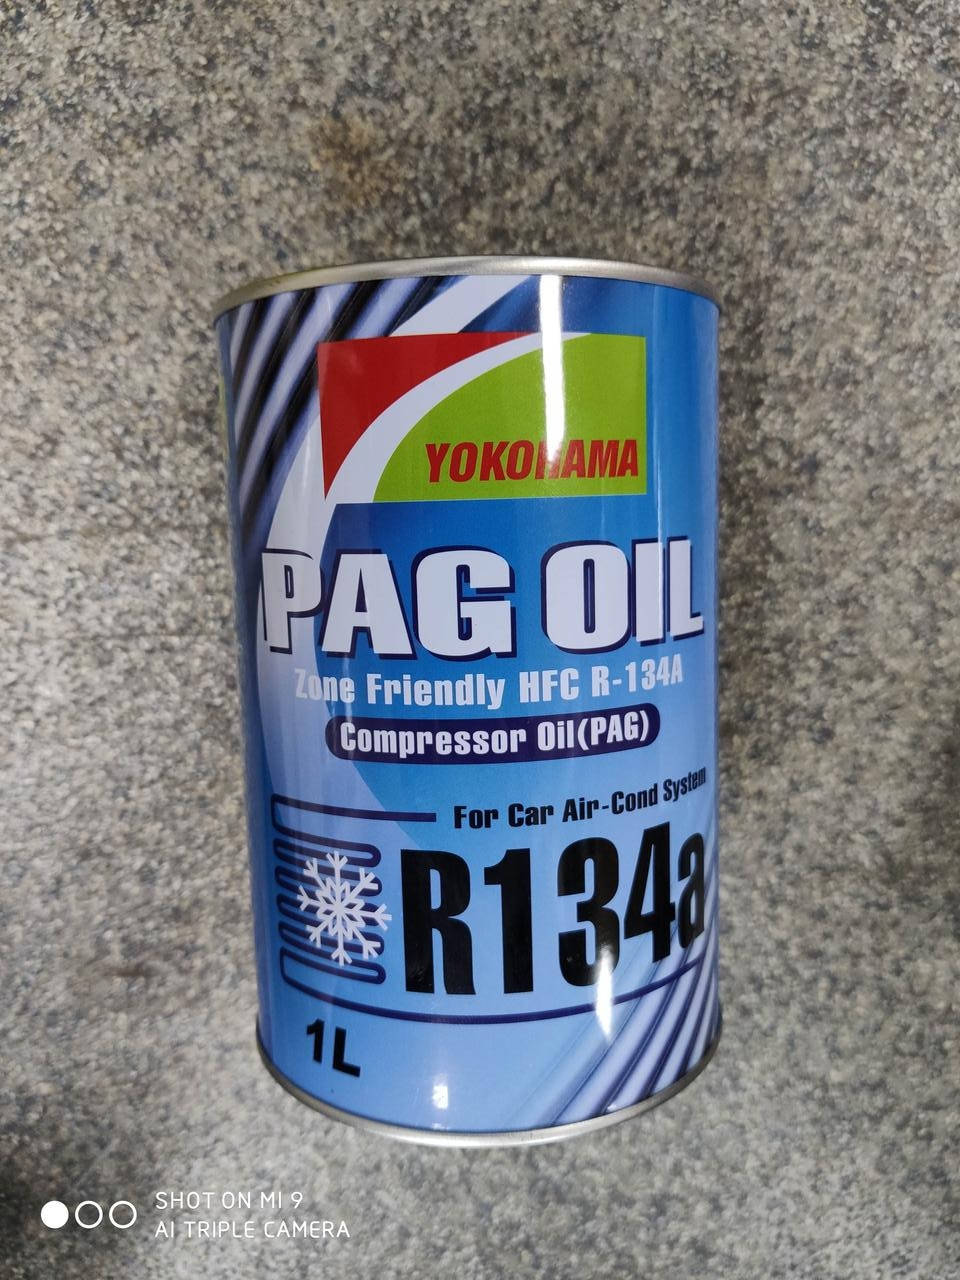 YOKOHAMA
PAG OIL
Zone Friendly HFC R-134A
Compressor Oil(PAG)
For Car Air-Cond System
R134a
1L
SHOT ON MI 9
AI TRIPLE CAMERA